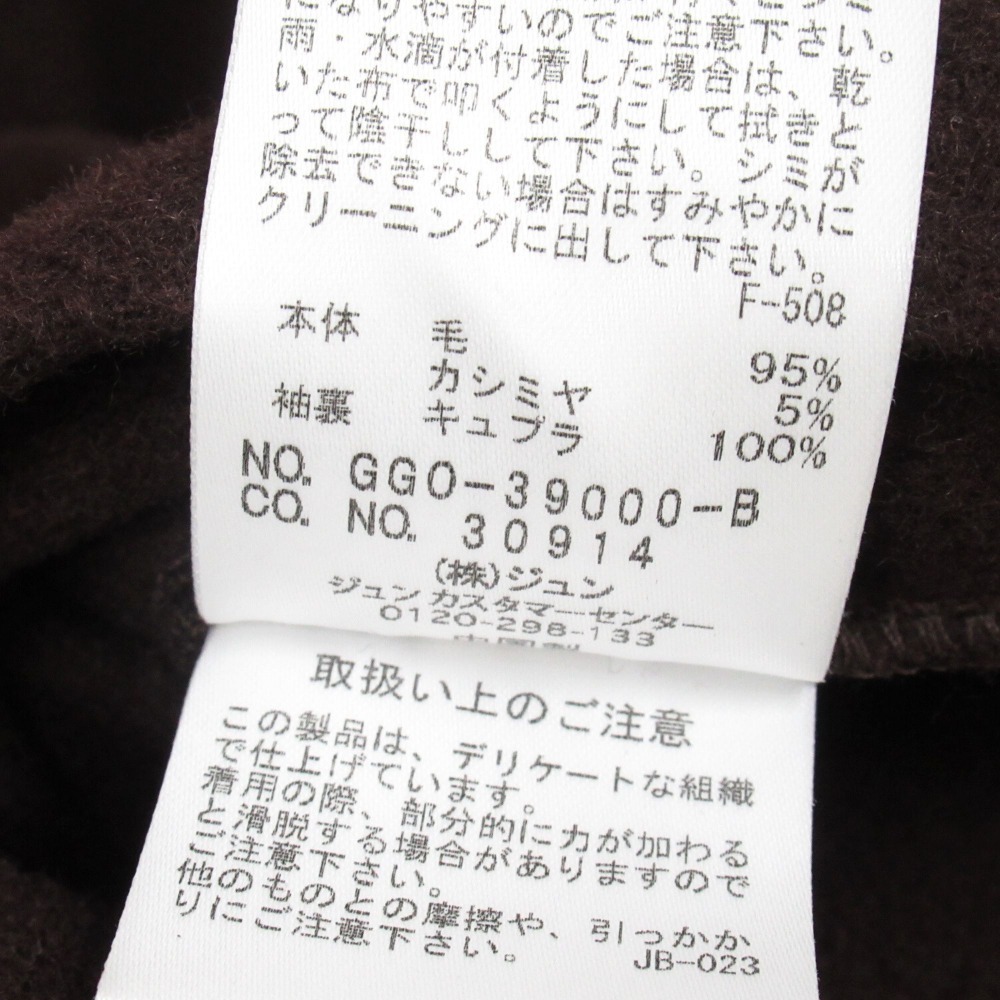 になりやすいのでご注意下さい。
雨・水滴が付着した場合は、乾
いた布で叩くようにして拭きと
って陰干しして下さい。シミが
除去できない場合はすみやかに
クリーニングに出して下さい。
F-508
本体 毛 95%
カシミヤ 5%
袖裏 キュプラ 100%
NO. GGO-39000-B
CO. NO. 30914
(株)ジュン
ジュンカスタマーセンター
0120-298-133
取扱い上のご注意
この製品は、デリケートな組織
で仕上げています。
着用の際、部分的に力が加わる
と滑脱する場合がありますので
ご注意下さい。
他のものとの摩擦や、引っかか
りにご注意下さい。
JB-023